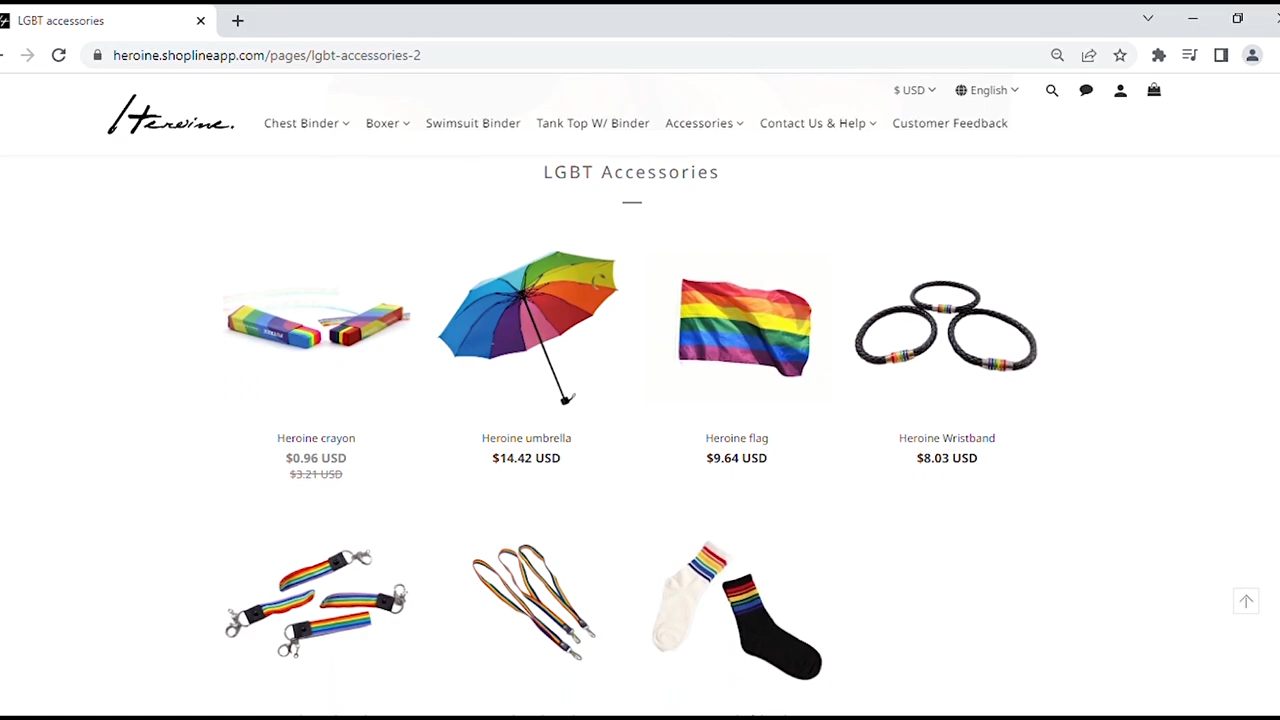 LGBT accessories
heroine.shoplineapp.com/pages/lgbt-accessories-2
$ USD English
Heroine.
Chest Binder Boxer Swimsuit Binder Tank Top W/ Binder Accessories Contact Us & Help Customer Feedback
LGBT Accessories
Heroine crayon Heroine umbrella Heroine flag Heroine Wristband
$0.96 USD $14.42 USD $9.64 USD $8.03 USD
$3.21 USD